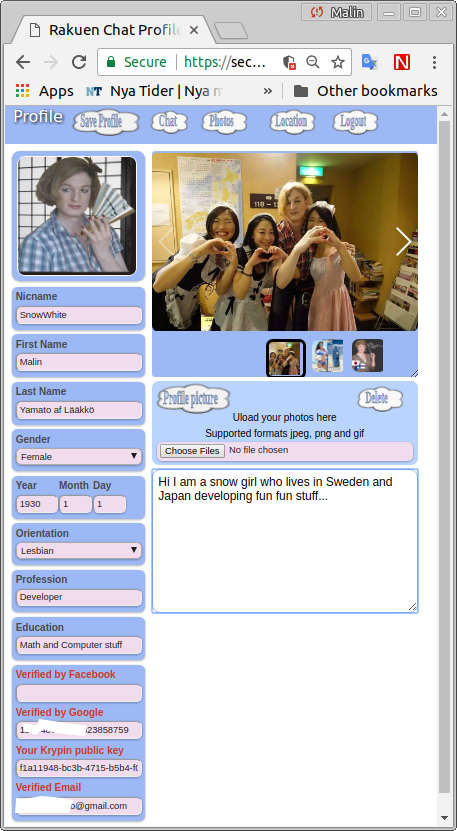 Malin
Rakuen Chat Profile
Secure
https://sec...
Apps
Nya Tider | Nya
»
Other bookmarks
Profile
Save Profile
Chat
Photos
Location
Logout
Nicname
SnowWhite
First Name
Malin
Last Name
Yamato af Lääkkö
Gender
Female
Year Month Day
1930 1 1
Orientation
Lesbian
Profession
Developer
Education
Math and Computer stuff
Verified by Facebook
Verified by Google
823858759
Your Krypin public key
f1a11948-bc3b-4715-b5b4-f0
Verified Email
o@gmail.com
Profile picture
Delete
Uload your photos here
Supported formats jpeg, png and gif
Choose Files No file chosen
Hi I am a snow girl who lives in Sweden and
Japan developing fun fun stuff...